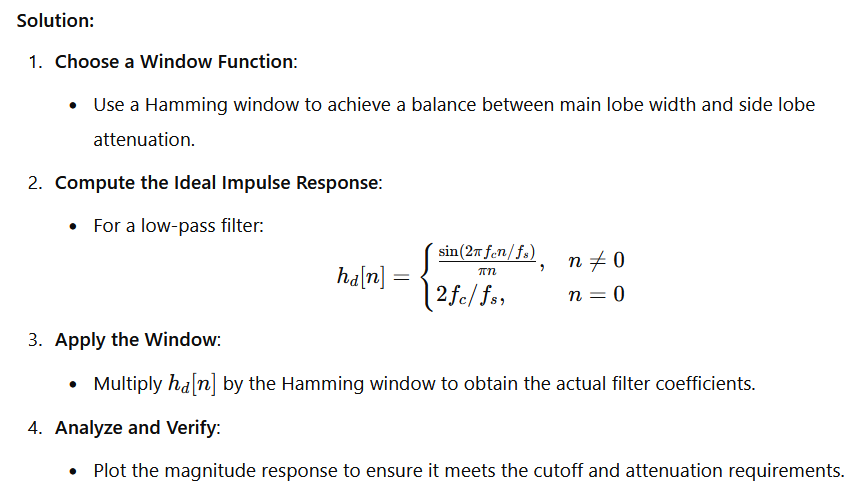 Solution:
1. Choose a Window Function:
• Use a Hamming window to achieve a balance between main lobe width and side lobe
attenuation.
2. Compute the Ideal Impulse Response:
• For a low-pass filter:
h_d[n] = { sin(2πf_c n/f_s)/πn, n ≠ 0
2f_c/f_s, n = 0
3. Apply the Window:
• Multiply h_d[n] by the Hamming window to obtain the actual filter coefficients.
4. Analyze and Verify:
• Plot the magnitude response to ensure it meets the cutoff and attenuation requirements.